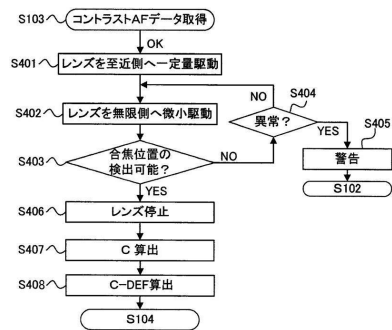 S103
コントラストAFデータ取得
OK
S401
レンズを至近側へ一定量駆動
NO
S404
S402
レンズを無限側へ微小駆動
異常?
YES
S405
S403
合焦位置の
検出可能?
NO
警告
YES
S102
S406
レンズ停止
S407
C 算出
S408
C-DEF算出
S104